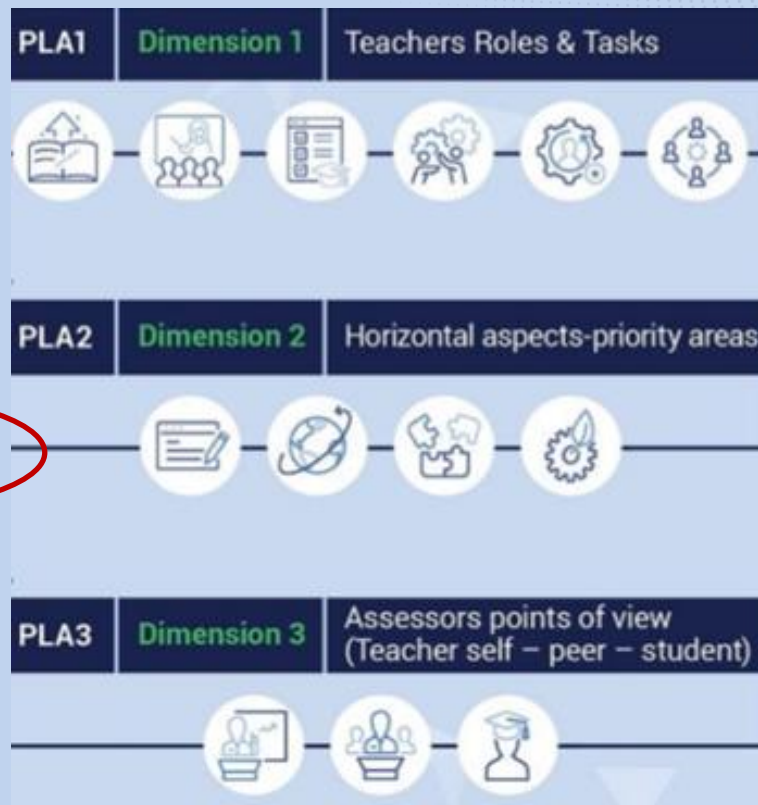 PLA1 Dimension 1 Teachers Roles & Tasks
PLA2 Dimension 2 Horizontal aspects-priority areas
PLA3 Dimension 3 Assessors points of view
(Teacher self – peer – student)